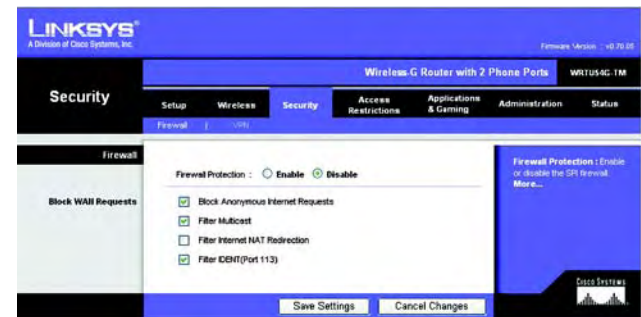 LINKSYS®
A Division of Cisco Systems, Inc.
Firmware Version : v0.70.05
Wireless-G Router with 2 Phone Ports WRTU54G-TM
Security
Setup Wireless Security Access Restrictions Applications & Gaming Administration Status
Firewall | VPN
Firewall
Firewall Protection : Enable Disable
Block WAN Requests
Block Anonymous Internet Requests
Filter Multicast
Filter Internet NAT Redirection
Filter IDENT(Port 113)
Firewall Protection : Enable
or disable the SPI firewall.
More...
Save Settings Cancel Changes
CISCO SYSTEMS